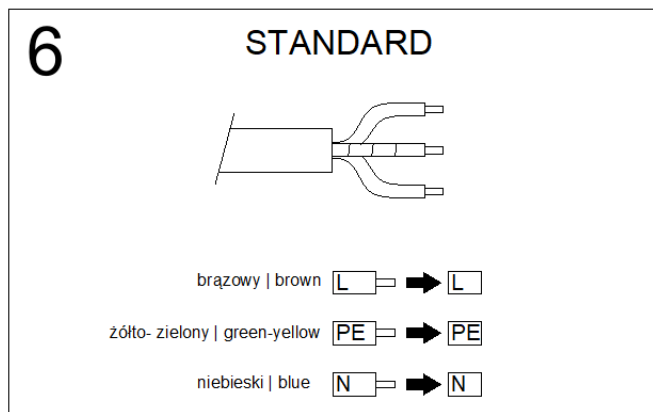 6 STANDARD
brązowy | brown L L
żółto- zielony | green-yellow PE PE
niebieski | blue N N